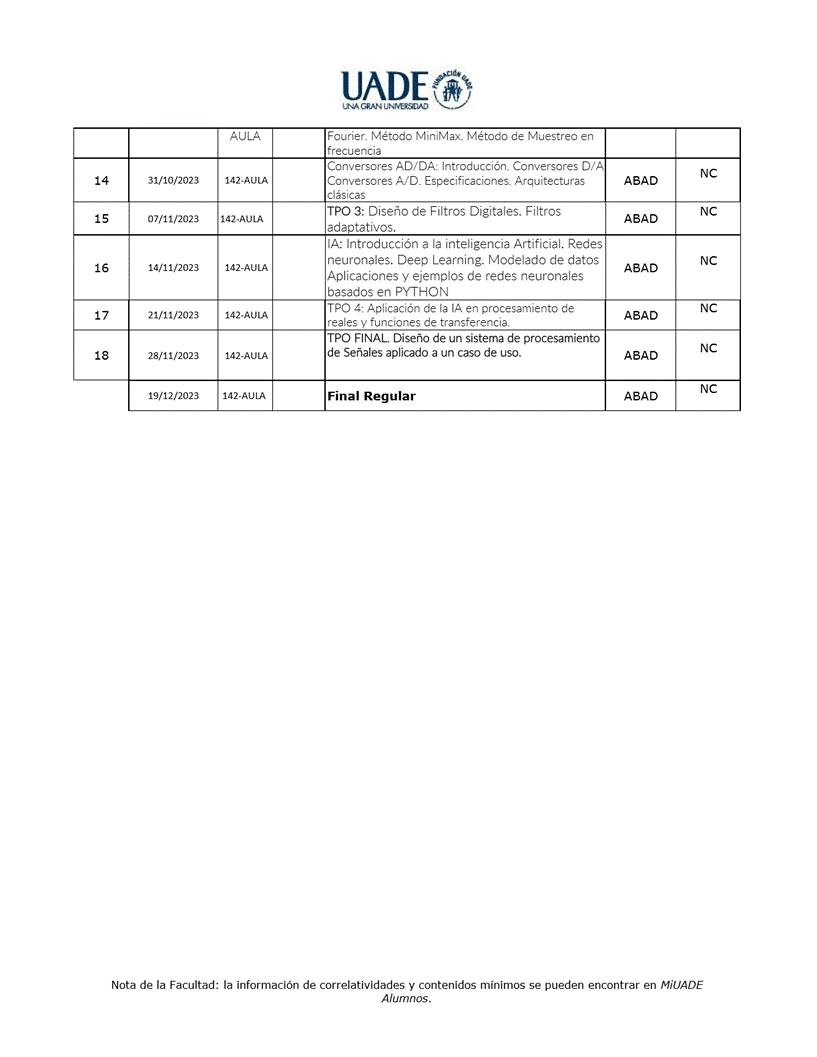 UADE
UNA GRAN UNIVERSIDAD
FUNDACIÓN UADE
AULA
Fourier. Método MiniMax. Método de Muestreo en
frecuencia
14
31/10/2023
142-AULA
Conversores AD/DA: Introducción. Conversores D/A
Conversores A/D. Especificaciones. Arquitecturas
clásicas
ABAD
NC
15
07/11/2023
142-AULA
TPO 3: Diseño de Filtros Digitales. Filtros
adaptativos.
ABAD
NC
16
14/11/2023
142-AULA
IA: Introducción a la inteligencia Artificial. Redes
neuronales. Deep Learning. Modelado de datos
Aplicaciones y ejemplos de redes neuronales
basados en PYTHON
ABAD
NC
17
21/11/2023
142-AULA
TPO 4: Aplicación de la IA en procesamiento de
reales y funciones de transferencia.
ABAD
NC
18
28/11/2023
142-AULA
TPO FINAL. Diseño de un sistema de procesamiento
de Señales aplicado a un caso de uso.
ABAD
NC
19/12/2023
142-AULA
Final Regular
ABAD
NC
Nota de la Facultad: la información de correlatividades y contenidos mínimos se pueden encontrar en MiUADE
Alumnos.